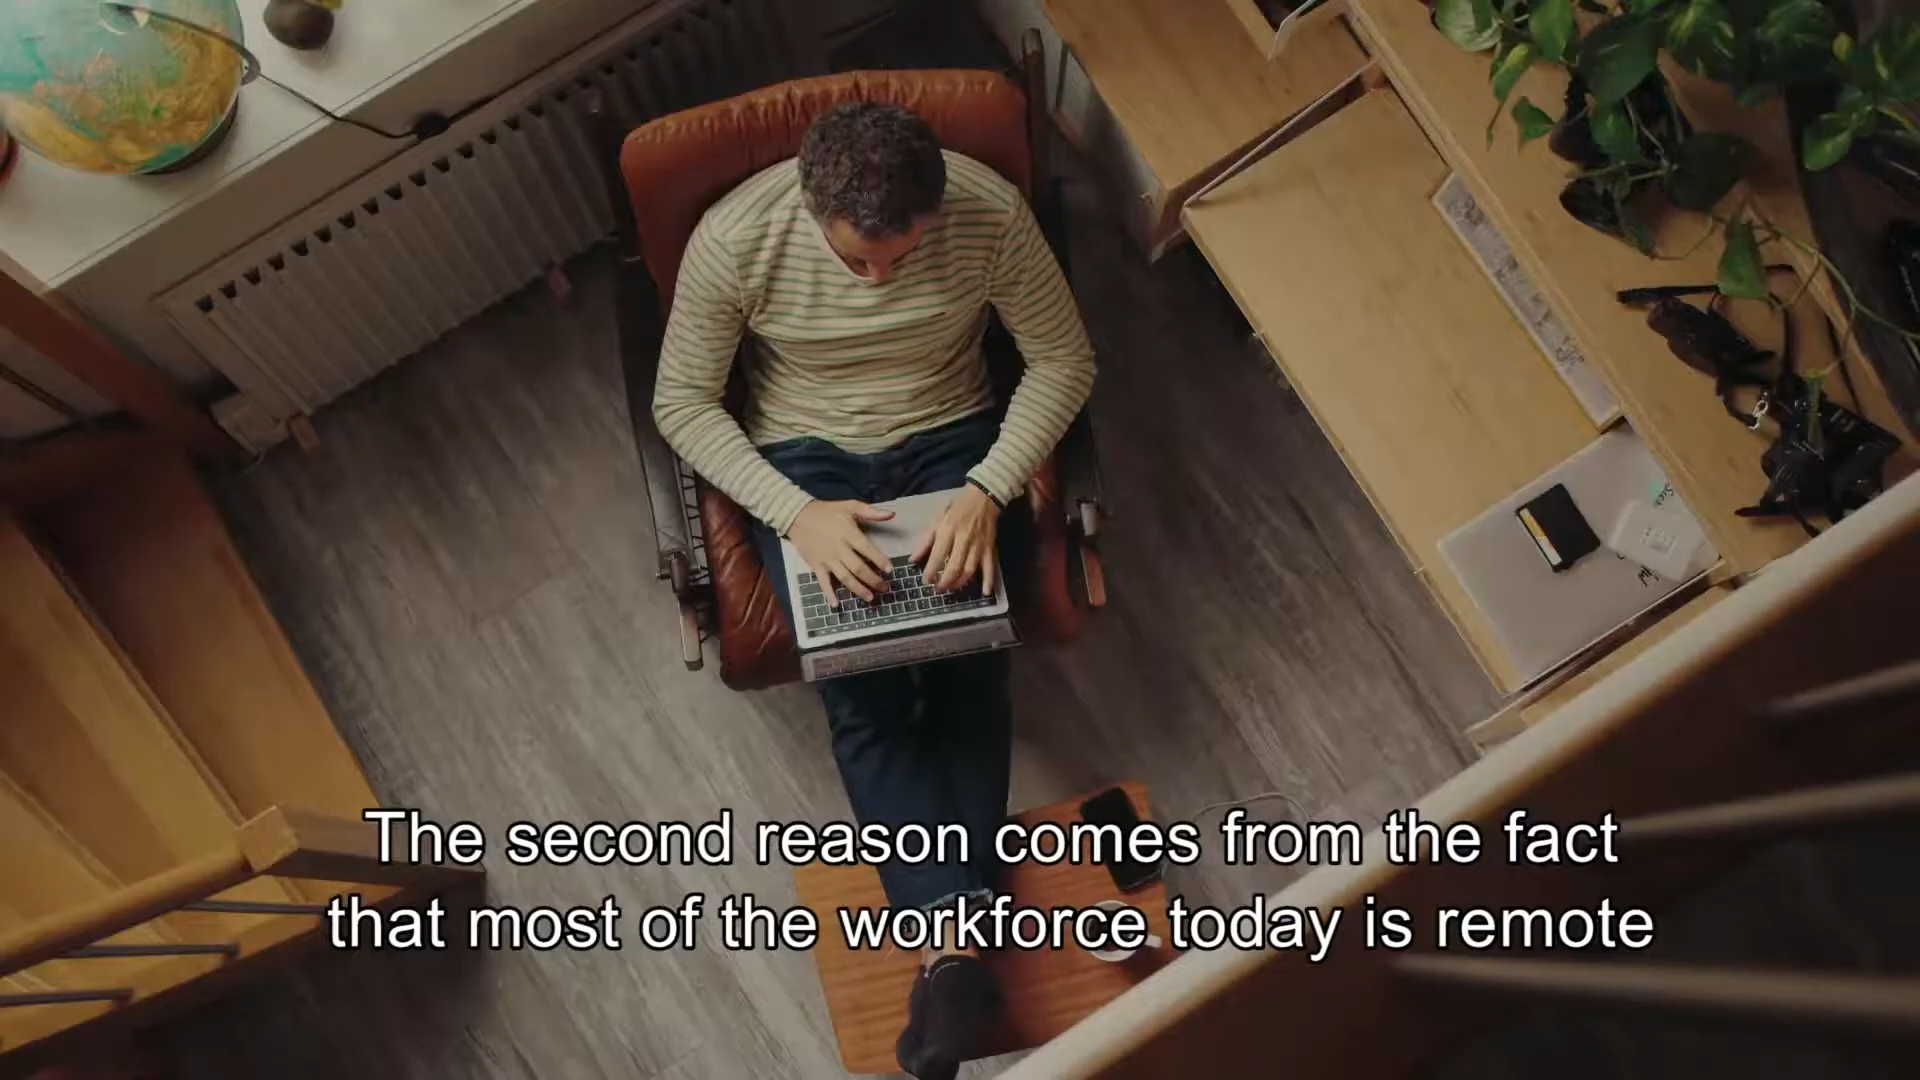 The second reason comes from the fact
that most of the workforce today is remote